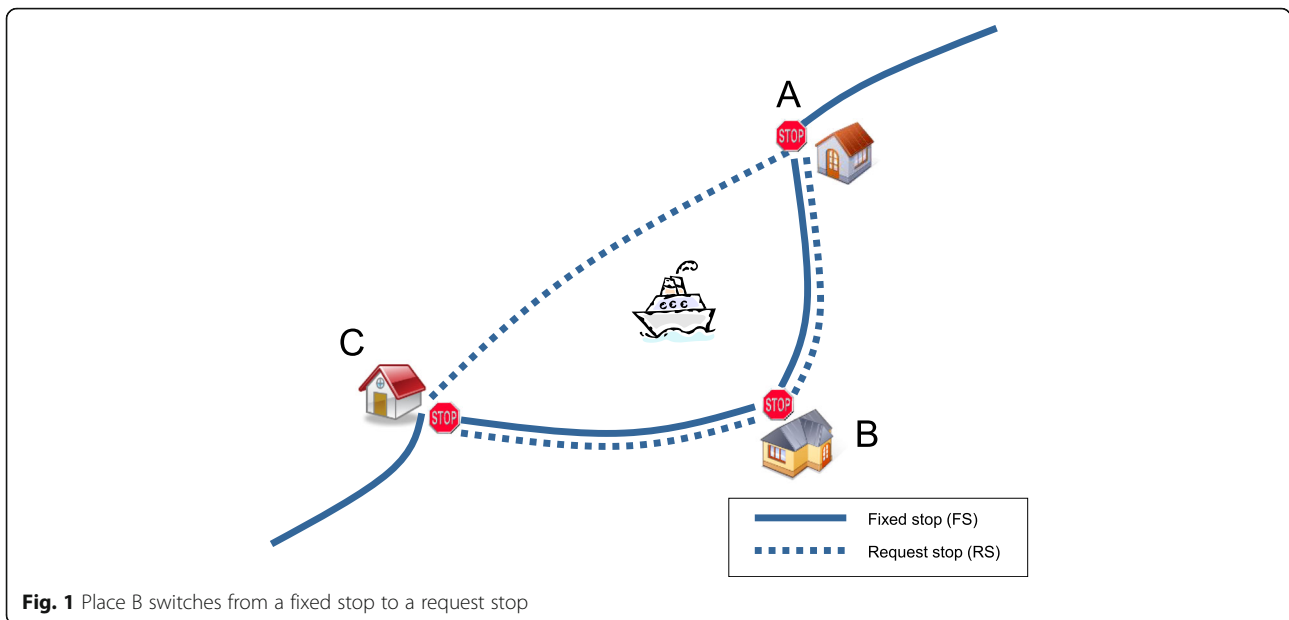 A
STOP
C
STOP
STOP
B
Fixed stop (FS)
Request stop (RS)
Fig. 1 Place B switches from a fixed stop to a request stop